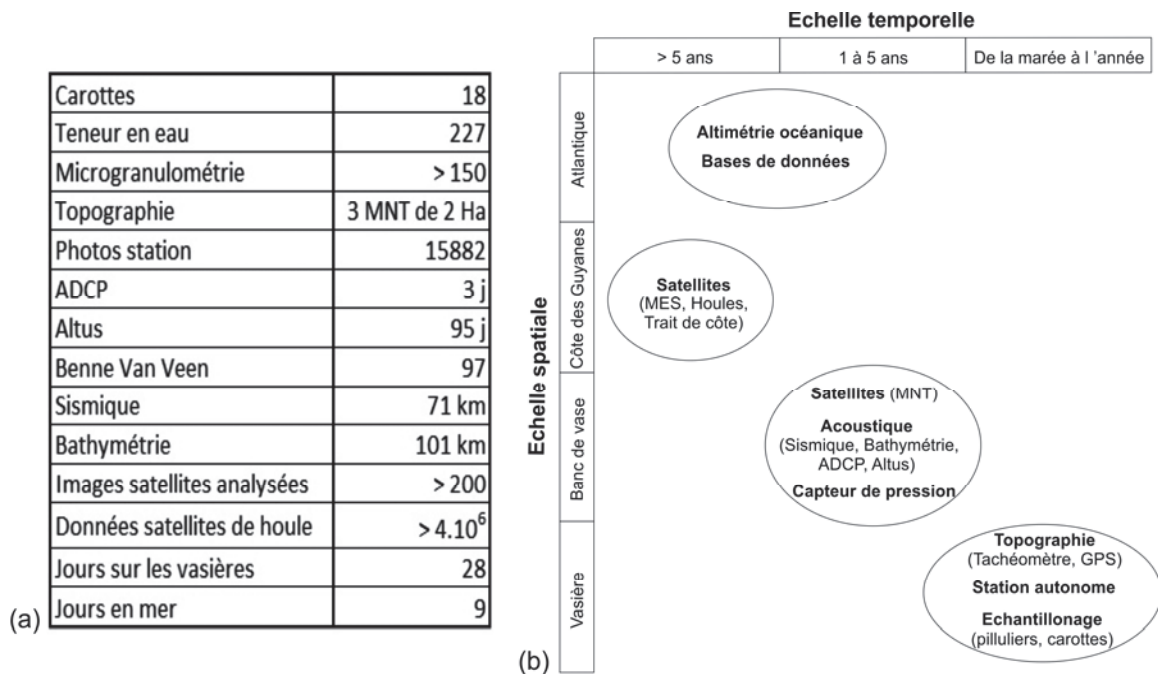 Carottes 18
Teneur en eau 227
Microgranulométrie > 150
Topographie 3 MNT de 2 Ha
Photos station 15882
ADCP 3 j
Altus 95 j
Benne Van Veen 97
Sismique 71 km
Bathymétrie 101 km
Images satellites analysées > 200
Données satellites de houle > 4.10⁶
Jours sur les vasières 28
Jours en mer 9
(a)
Echelle temporelle
> 5 ans 1 à 5 ans De la marée à l 'année
Echelle spatiale
Atlantique
Altimétrie océanique
Bases de données
Côte des Guyanes
Satellites
(MES, Houles,
Trait de côte)
Banc de vase
Satellites (MNT)
Acoustique
(Sismique, Bathymétrie,
ADCP, Altus)
Capteur de pression
Vasière
Topographie
(Tachéomètre, GPS)
Station autonome
Echantillonage
(pilluliers, carottes)
(b)